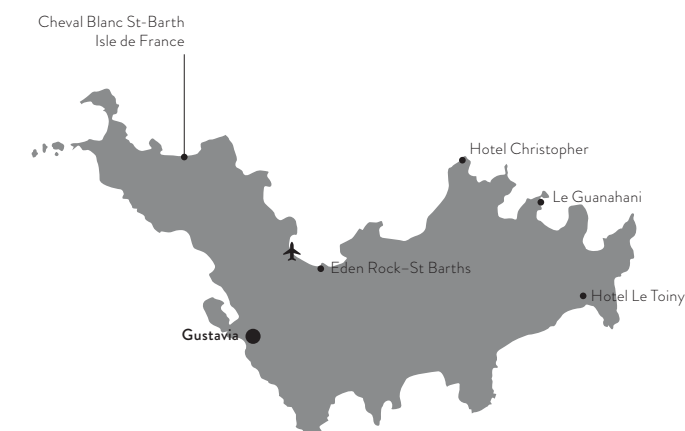 Cheval Blanc St-Barth
Isle de France
Hotel Christopher
Le Guanahani
Eden Rock–St Barths
Hotel Le Toiny
Gustavia